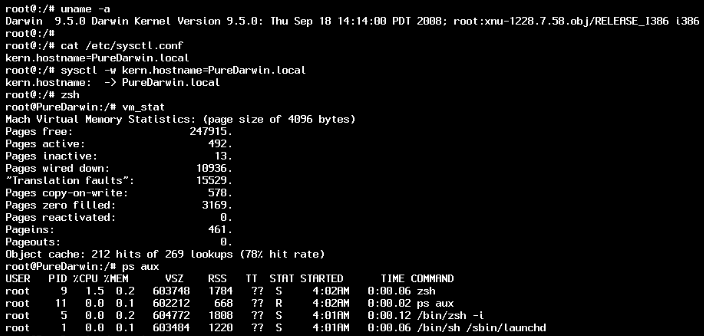 root@:/# uname -a
Darwin  9.5.0 Darwin Kernel Version 9.5.0: Thu Sep 18 14:14:00 PDT 2008; root:xnu-1228.7.58.obj/RELEASE_I386 i386
root@:/#
root@:/# cat /etc/sysctl.conf
kern.hostname=PureDarwin.local
root@:/# sysctl -w kern.hostname=PureDarwin.local
kern.hostname:  -> PureDarwin.local
root@:/# zsh
root@PureDarwin:/# vm_stat
Mach Virtual Memory Statistics: (page size of 4096 bytes)
Pages free:                   247915.
Pages active:                    492.
Pages inactive:                   13.
Pages wired down:              10936.
"Translation faults":          15529.
Pages copy-on-write:             578.
Pages zero filled:              3169.
Pages reactivated:                 0.
Pageins:                         461.
Pageouts:                          0.
Object cache: 212 hits of 269 lookups (78% hit rate)
root@PureDarwin:/# ps aux
USER    PID %CPU %MEM     VSZ    RSS  TT  STAT STARTED      TIME COMMAND
root      9   1.5  0.2   603748   1784  ??  S     4:02AM   0:00.06 zsh
root     11   0.0  0.1   602212    668  ??  R     4:02AM   0:00.02 ps aux
root      5   0.0  0.2   604772   1808  ??  S     4:01AM   0:00.12 /bin/zsh -i
root      1   0.0  0.1   603484   1220  ??  S     4:01AM   0:00.06 /bin/sh /sbin/launchd